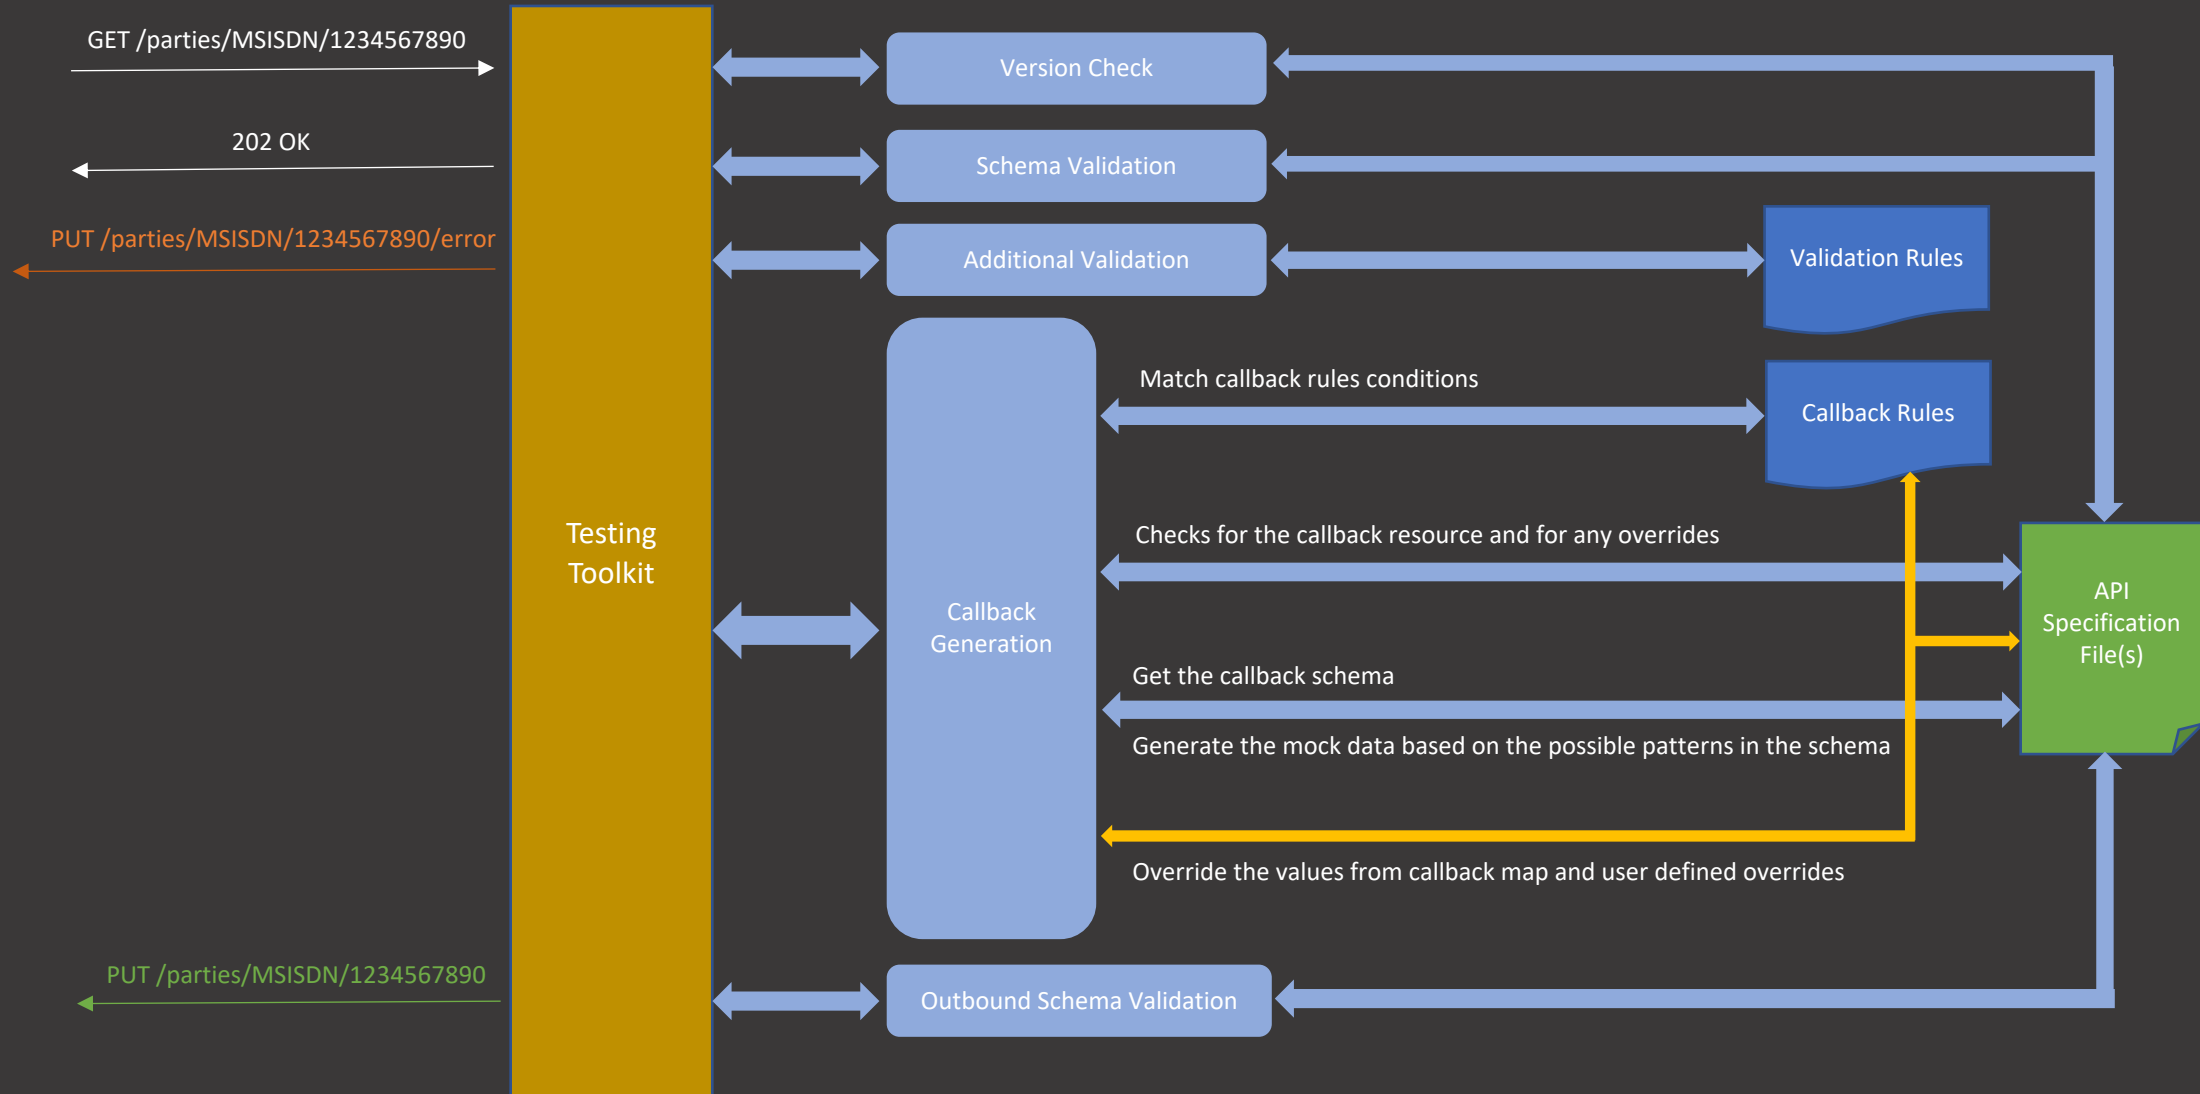 GET /parties/MSISDN/1234567890
Version Check
202 OK
Schema Validation
PUT /parties/MSISDN/1234567890/error
Additional Validation
Validation Rules
Match callback rules conditions
Callback Rules
Testing
Toolkit
Checks for the callback resource and for any overrides
Callback
Generation
API
Specification
File(s)
Get the callback schema
Generate the mock data based on the possible patterns in the schema
Override the values from callback map and user defined overrides
PUT /parties/MSISDN/1234567890
Outbound Schema Validation